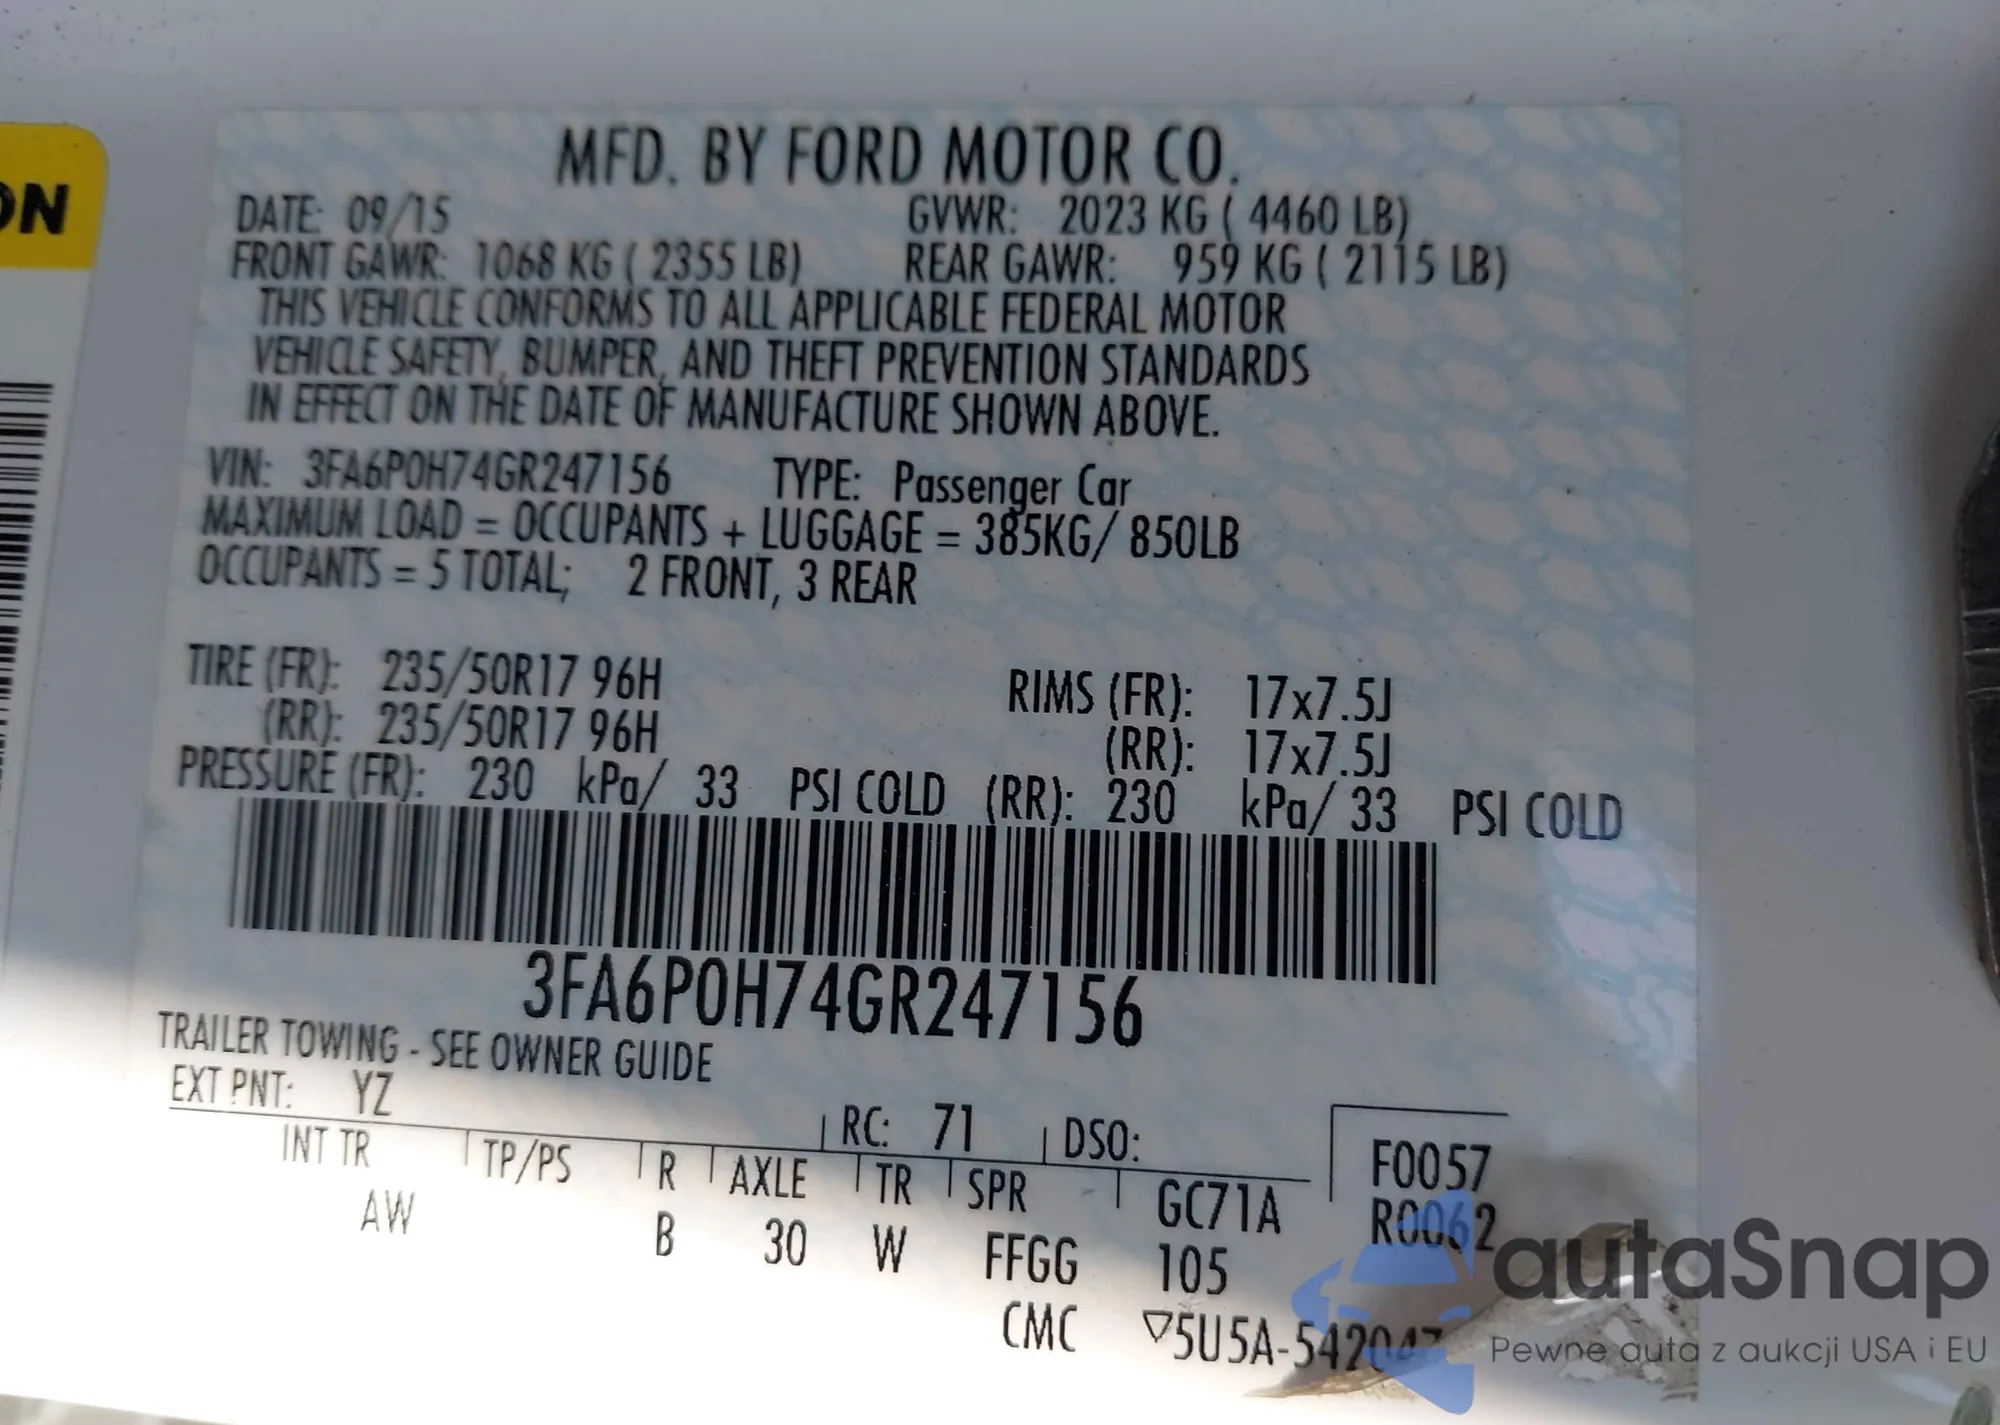 ON
MFD. BY FORD MOTOR CO.
DATE: 09/15 GVWR: 2023 KG ( 4460 LB)
FRONT GAWR: 1068 KG ( 2355 LB) REAR GAWR: 959 KG ( 2115 LB)
THIS VEHICLE CONFORMS TO ALL APPLICABLE FEDERAL MOTOR
VEHICLE SAFETY, BUMPER, AND THEFT PREVENTION STANDARDS
IN EFFECT ON THE DATE OF MANUFACTURE SHOWN ABOVE.
VIN: 3FA6P0H74GR247156 TYPE: Passenger Car
MAXIMUM LOAD = OCCUPANTS + LUGGAGE = 385KG/ 850LB
OCCUPANTS = 5 TOTAL; 2 FRONT, 3 REAR
TIRE (FR): 235/50R17 96H RIMS (FR): 17x7.5J
(RR): 235/50R17 96H (RR): 17x7.5J
PRESSURE (FR): 230 kPa/ 33 PSI COLD (RR): 230 kPa/ 33 PSI COLD
3FA6P0H74GR247156
TRAILER TOWING - SEE OWNER GUIDE
EXT PNT: YZ RC: 71 DSO: F0057
INT TR TP/PS R AXLE TR SPR GC71A R0062
AW B 30 W FFGG 105
CMC ▽5U5A-542047
autaSnap
Pewne auta z aukcji USA i EU